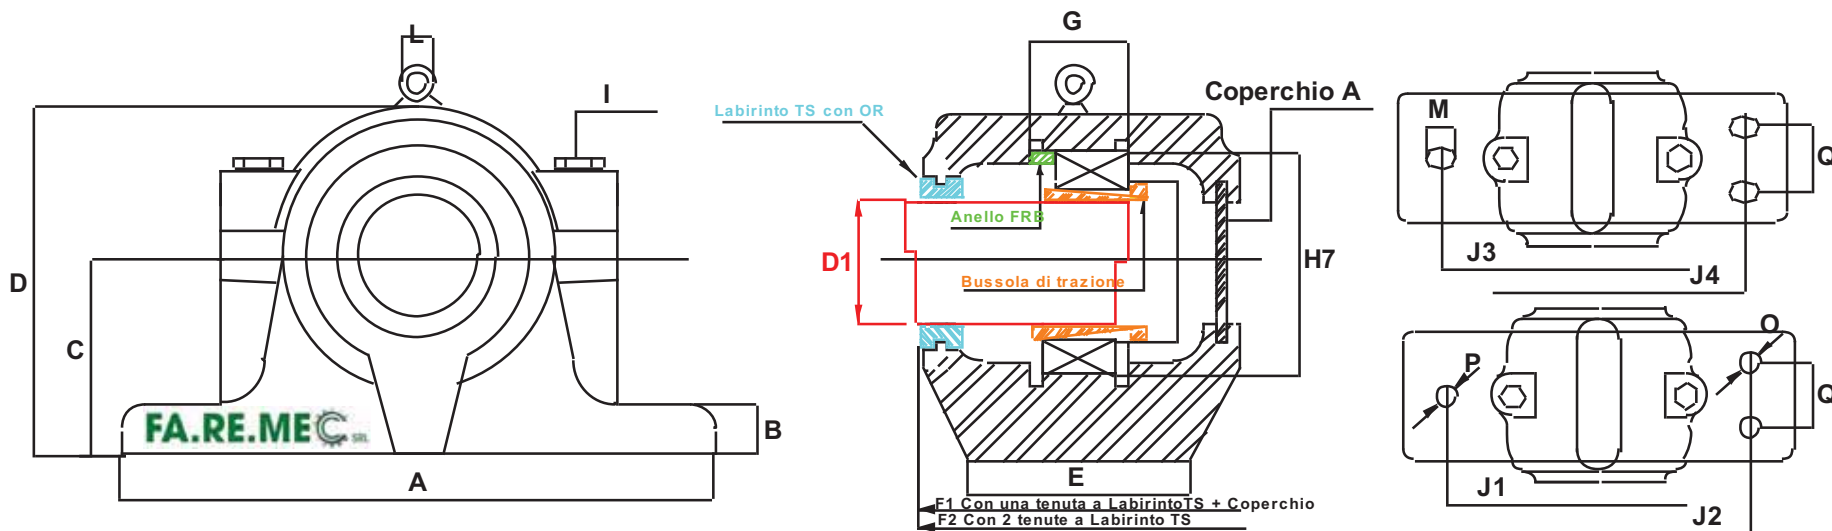 L
I
D
C
B
A
FA.RE.MEC SRL
G
Labirinto TS con OR
Coperchio A
Anello FRB
D1
H7
Bussola di trazione
E
F1 Con una tenuta a LabirintoTS + Coperchio
F2 Con 2 tenute a Labirinto TS
M
Q
J3
J4
O
P
Q
J1
J2